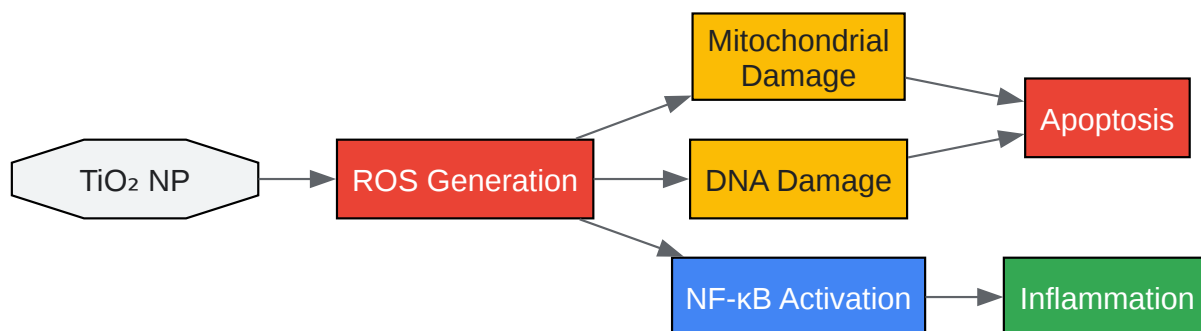 TiO₂ NP
ROS Generation
Mitochondrial
Damage
DNA Damage
NF-κB Activation
Apoptosis
Inflammation